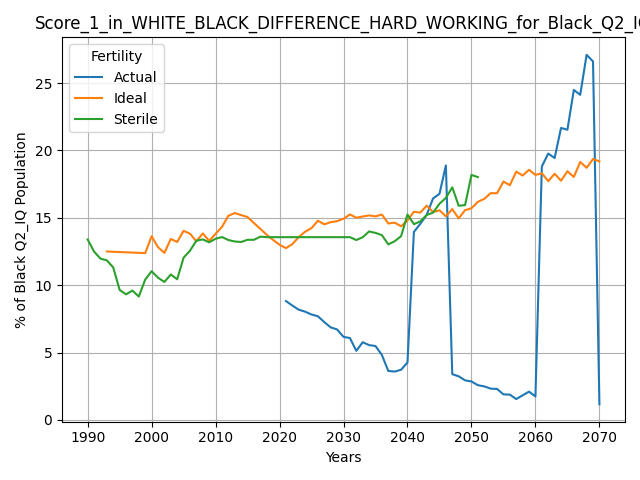 Score_1_in_WHITE_BLACK_DIFFERENCE_HARD_WORKING_for_Black_Q2_IQ
Fertility
Actual
Ideal
Sterile
% of Black Q2_IQ Population
25
20
15
10
5
0
1990 2000 2010 2020 2030 2040 2050 2060 2070
Years